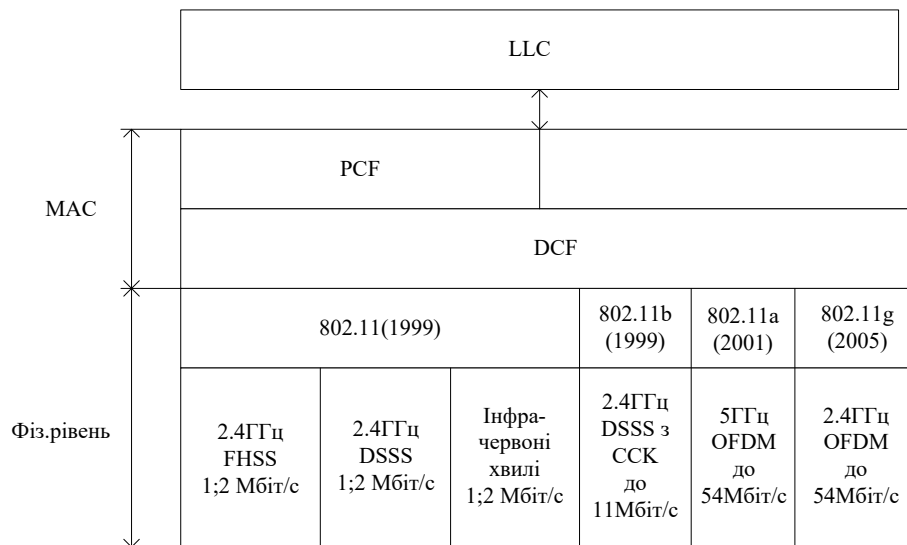 LLC
PCF
MAC
DCF
802.11(1999)
802.11b
(1999)
802.11a
(2001)
802.11g
(2005)
Фіз.рівень
2.4ГГц
FHSS
1;2 Мбіт/с
2.4ГГц
DSSS
1;2 Мбіт/с
Інфра-
червоні
хвилі
1;2 Мбіт/с
2.4ГГц
DSSS з
CCK
до
11Мбіт/с
5ГГц
OFDM
до
54Мбіт/с
2.4ГГц
OFDM
до
54Мбіт/с